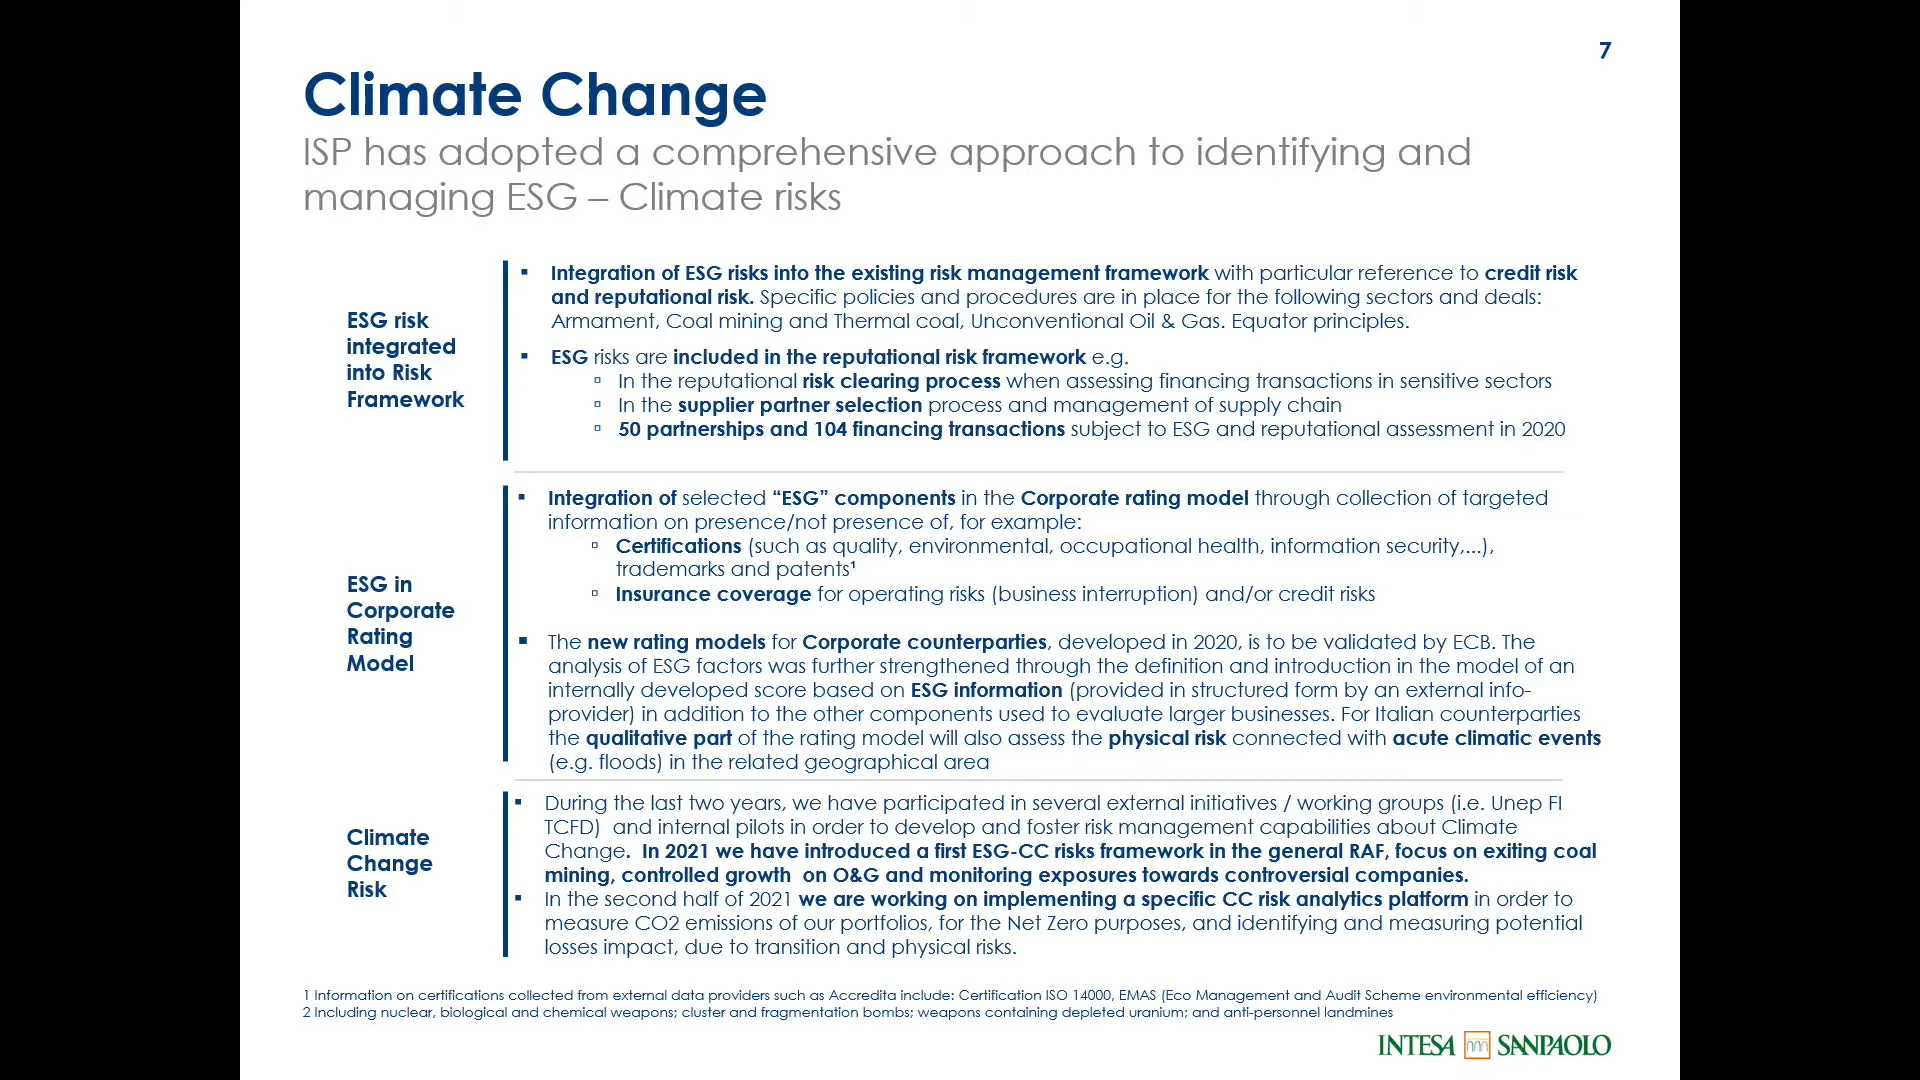 7
Climate Change
ISP has adopted a comprehensive approach to identifying and
managing ESG – Climate risks
ESG risk
integrated
into Risk
Framework
▪ Integration of ESG risks into the existing risk management framework with particular reference to credit risk
and reputational risk. Specific policies and procedures are in place for the following sectors and deals:
Armament, Coal mining and Thermal coal, Unconventional Oil & Gas. Equator principles.
▪ ESG risks are included in the reputational risk framework e.g.
▫ In the reputational risk clearing process when assessing financing transactions in sensitive sectors
▫ In the supplier partner selection process and management of supply chain
▫ 50 partnerships and 104 financing transactions subject to ESG and reputational assessment in 2020
ESG in
Corporate
Rating
Model
▪ Integration of selected “ESG” components in the Corporate rating model through collection of targeted
information on presence/not presence of, for example:
▫ Certifications (such as quality, environmental, occupational health, information security,...),
trademarks and patents¹
▫ Insurance coverage for operating risks (business interruption) and/or credit risks
▪ The new rating models for Corporate counterparties, developed in 2020, is to be validated by ECB. The
analysis of ESG factors was further strengthened through the definition and introduction in the model of an
internally developed score based on ESG information (provided in structured form by an external info-
provider) in addition to the other components used to evaluate larger businesses. For Italian counterparties
the qualitative part of the rating model will also assess the physical risk connected with acute climatic events
(e.g. floods) in the related geographical area
Climate
Change
Risk
▪ During the last two years, we have participated in several external initiatives / working groups (i.e. Unep FI
TCFD) and internal pilots in order to develop and foster risk management capabilities about Climate
Change. In 2021 we have introduced a first ESG-CC risks framework in the general RAF, focus on exiting coal
mining, controlled growth on O&G and monitoring exposures towards controversial companies.
▪ In the second half of 2021 we are working on implementing a specific CC risk analytics platform in order to
measure CO2 emissions of our portfolios, for the Net Zero purposes, and identifying and measuring potential
losses impact, due to transition and physical risks.
1 Information on certifications collected from external data providers such as Accredita include: Certification ISO 14000, EMAS (Eco Management and Audit Scheme environmental efficiency)
2 Including nuclear, biological and chemical weapons; cluster and fragmentation bombs; weapons containing depleted uranium; and anti-personnel landmines
INTESA SANPAOLO